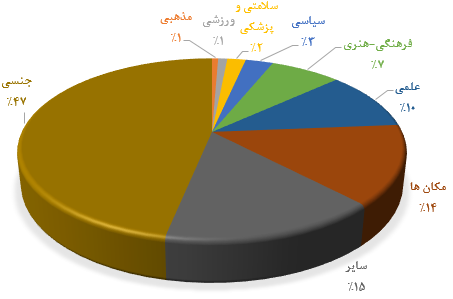 مذهبی
٪۱
ورزشی
٪۱
سلامتی و
پزشکی
٪۲
سیاسی
٪۳
فرهنگی-هنری
٪۷
علمی
٪۱۰
مکان ها
٪۱۴
سایر
٪۱۵
جنسی
٪۴۷